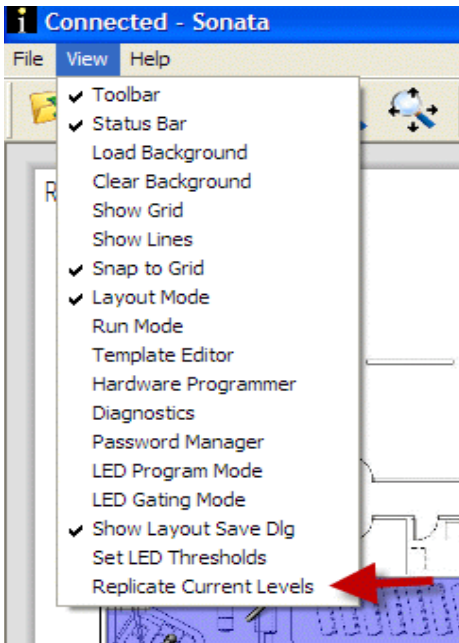 Connected - Sonata
File View Help
Toolbar
Status Bar
Load Background
Clear Background
Show Grid
Show Lines
Snap to Grid
Layout Mode
Run Mode
Template Editor
Hardware Programmer
Diagnostics
Password Manager
LED Program Mode
LED Gating Mode
Show Layout Save Dlg
Set LED Thresholds
Replicate Current Levels